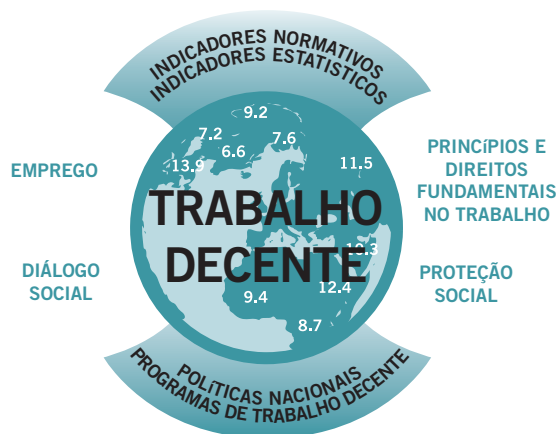 INDICADORES NORMATIVOS
INDICADORES ESTATISTICOS
9.2
7.2
7.6
6.6
13.9
11.5
EMPREGO
PRINCÍPIOS E
DIREITOS
FUNDAMENTAIS
NO TRABALHO
TRABALHO
DECENTE
10.3
DIÁLOGO
SOCIAL
PROTEÇÃO
SOCIAL
12.4
9.4
8.7
POLÍTICAS NACIONAIS
PROGRAMAS DE TRABALHO DECENTE